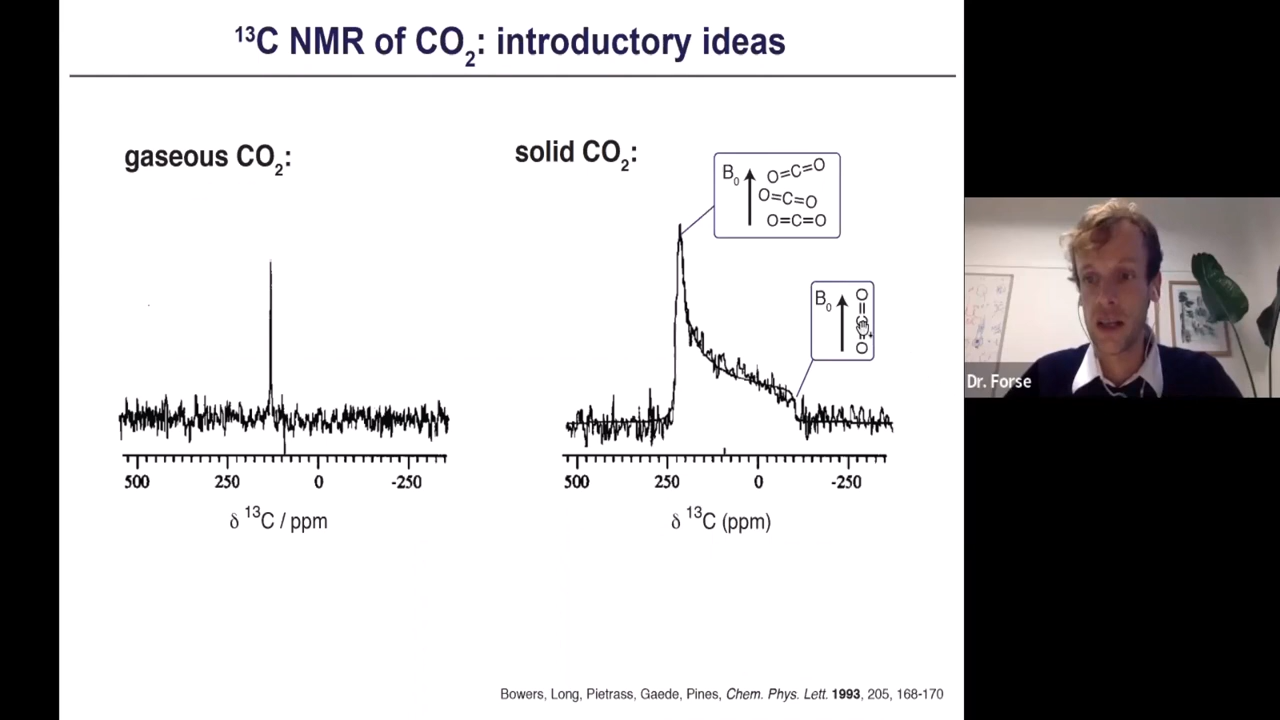 ¹³C NMR of CO₂: introductory ideas
gaseous CO₂:
solid CO₂:
B₀
O=C=O
O=C=O
O=C=O
B₀
500 250 0 -250
500 250 0 -250
δ ¹³C / ppm
δ ¹³C (ppm)
Dr. Forse
Bowers, Long, Pietrass, Gaede, Pines, Chem. Phys. Lett. 1993, 205, 168-170